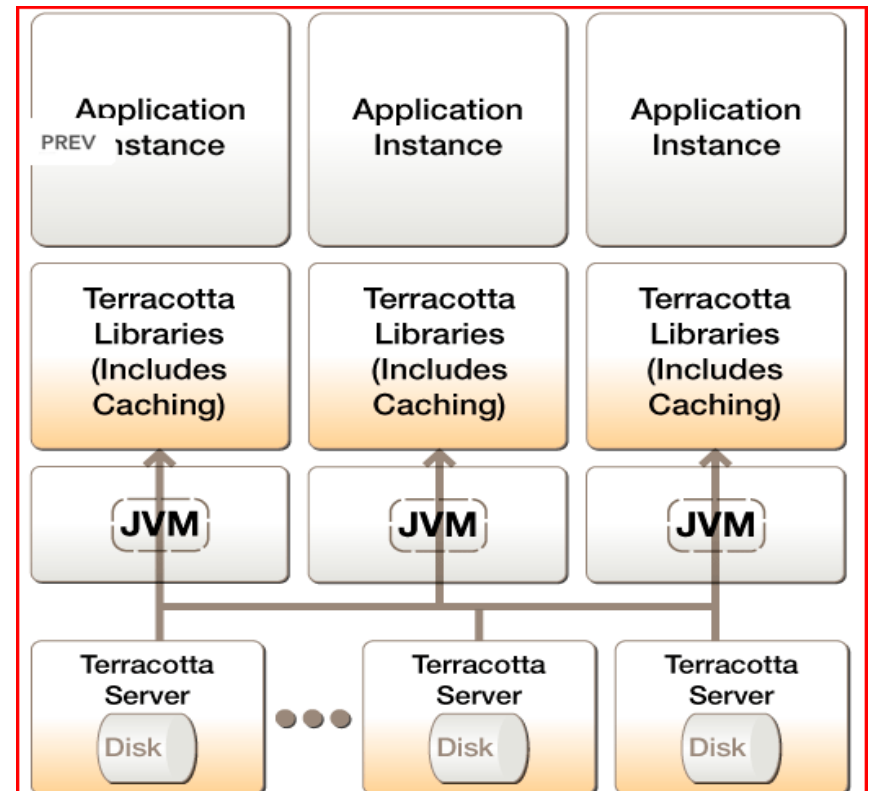 Application
Instance
Application
Instance
Application
Instance
PREV
Terracotta
Libraries
(Includes
Caching)
Terracotta
Libraries
(Includes
Caching)
Terracotta
Libraries
(Includes
Caching)
JVM
JVM
JVM
Terracotta
Server
Disk
Terracotta
Server
Disk
Terracotta
Server
Disk